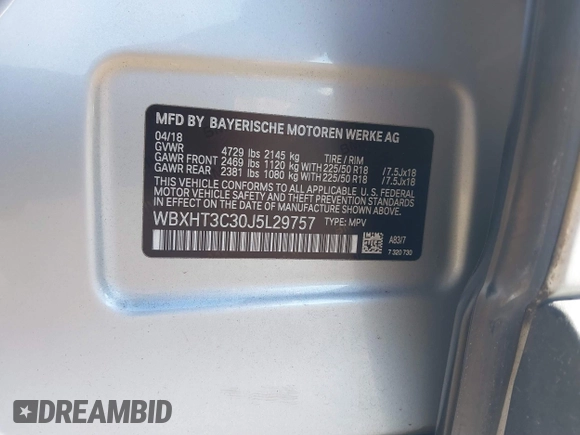 MFD BY BAYERISCHE MOTOREN WERKE AG
04/18
GVWR 4729 lbs 2145 kg TIRE / RIM
GAWR FRONT 2469 lbs 1120 kg WITH 225/50 R18 /7.5Jx18
GAWR REAR 2381 lbs 1080 kg WITH 225/50 R18 /7.5Jx18
THIS VEHICLE CONFORMS TO ALL APPLICABLE U.S. FEDERAL
MOTOR VEHICLE SAFETY, BUMPER, AND THEFT PREVENTION
STANDARDS IN EFFECT ON THE DATE OF MANUFACTURE SHOWN ABOVE.
WBXHT3C30J5L29757 TYPE: MPV
A83/7
7 320 730
DREAMBID